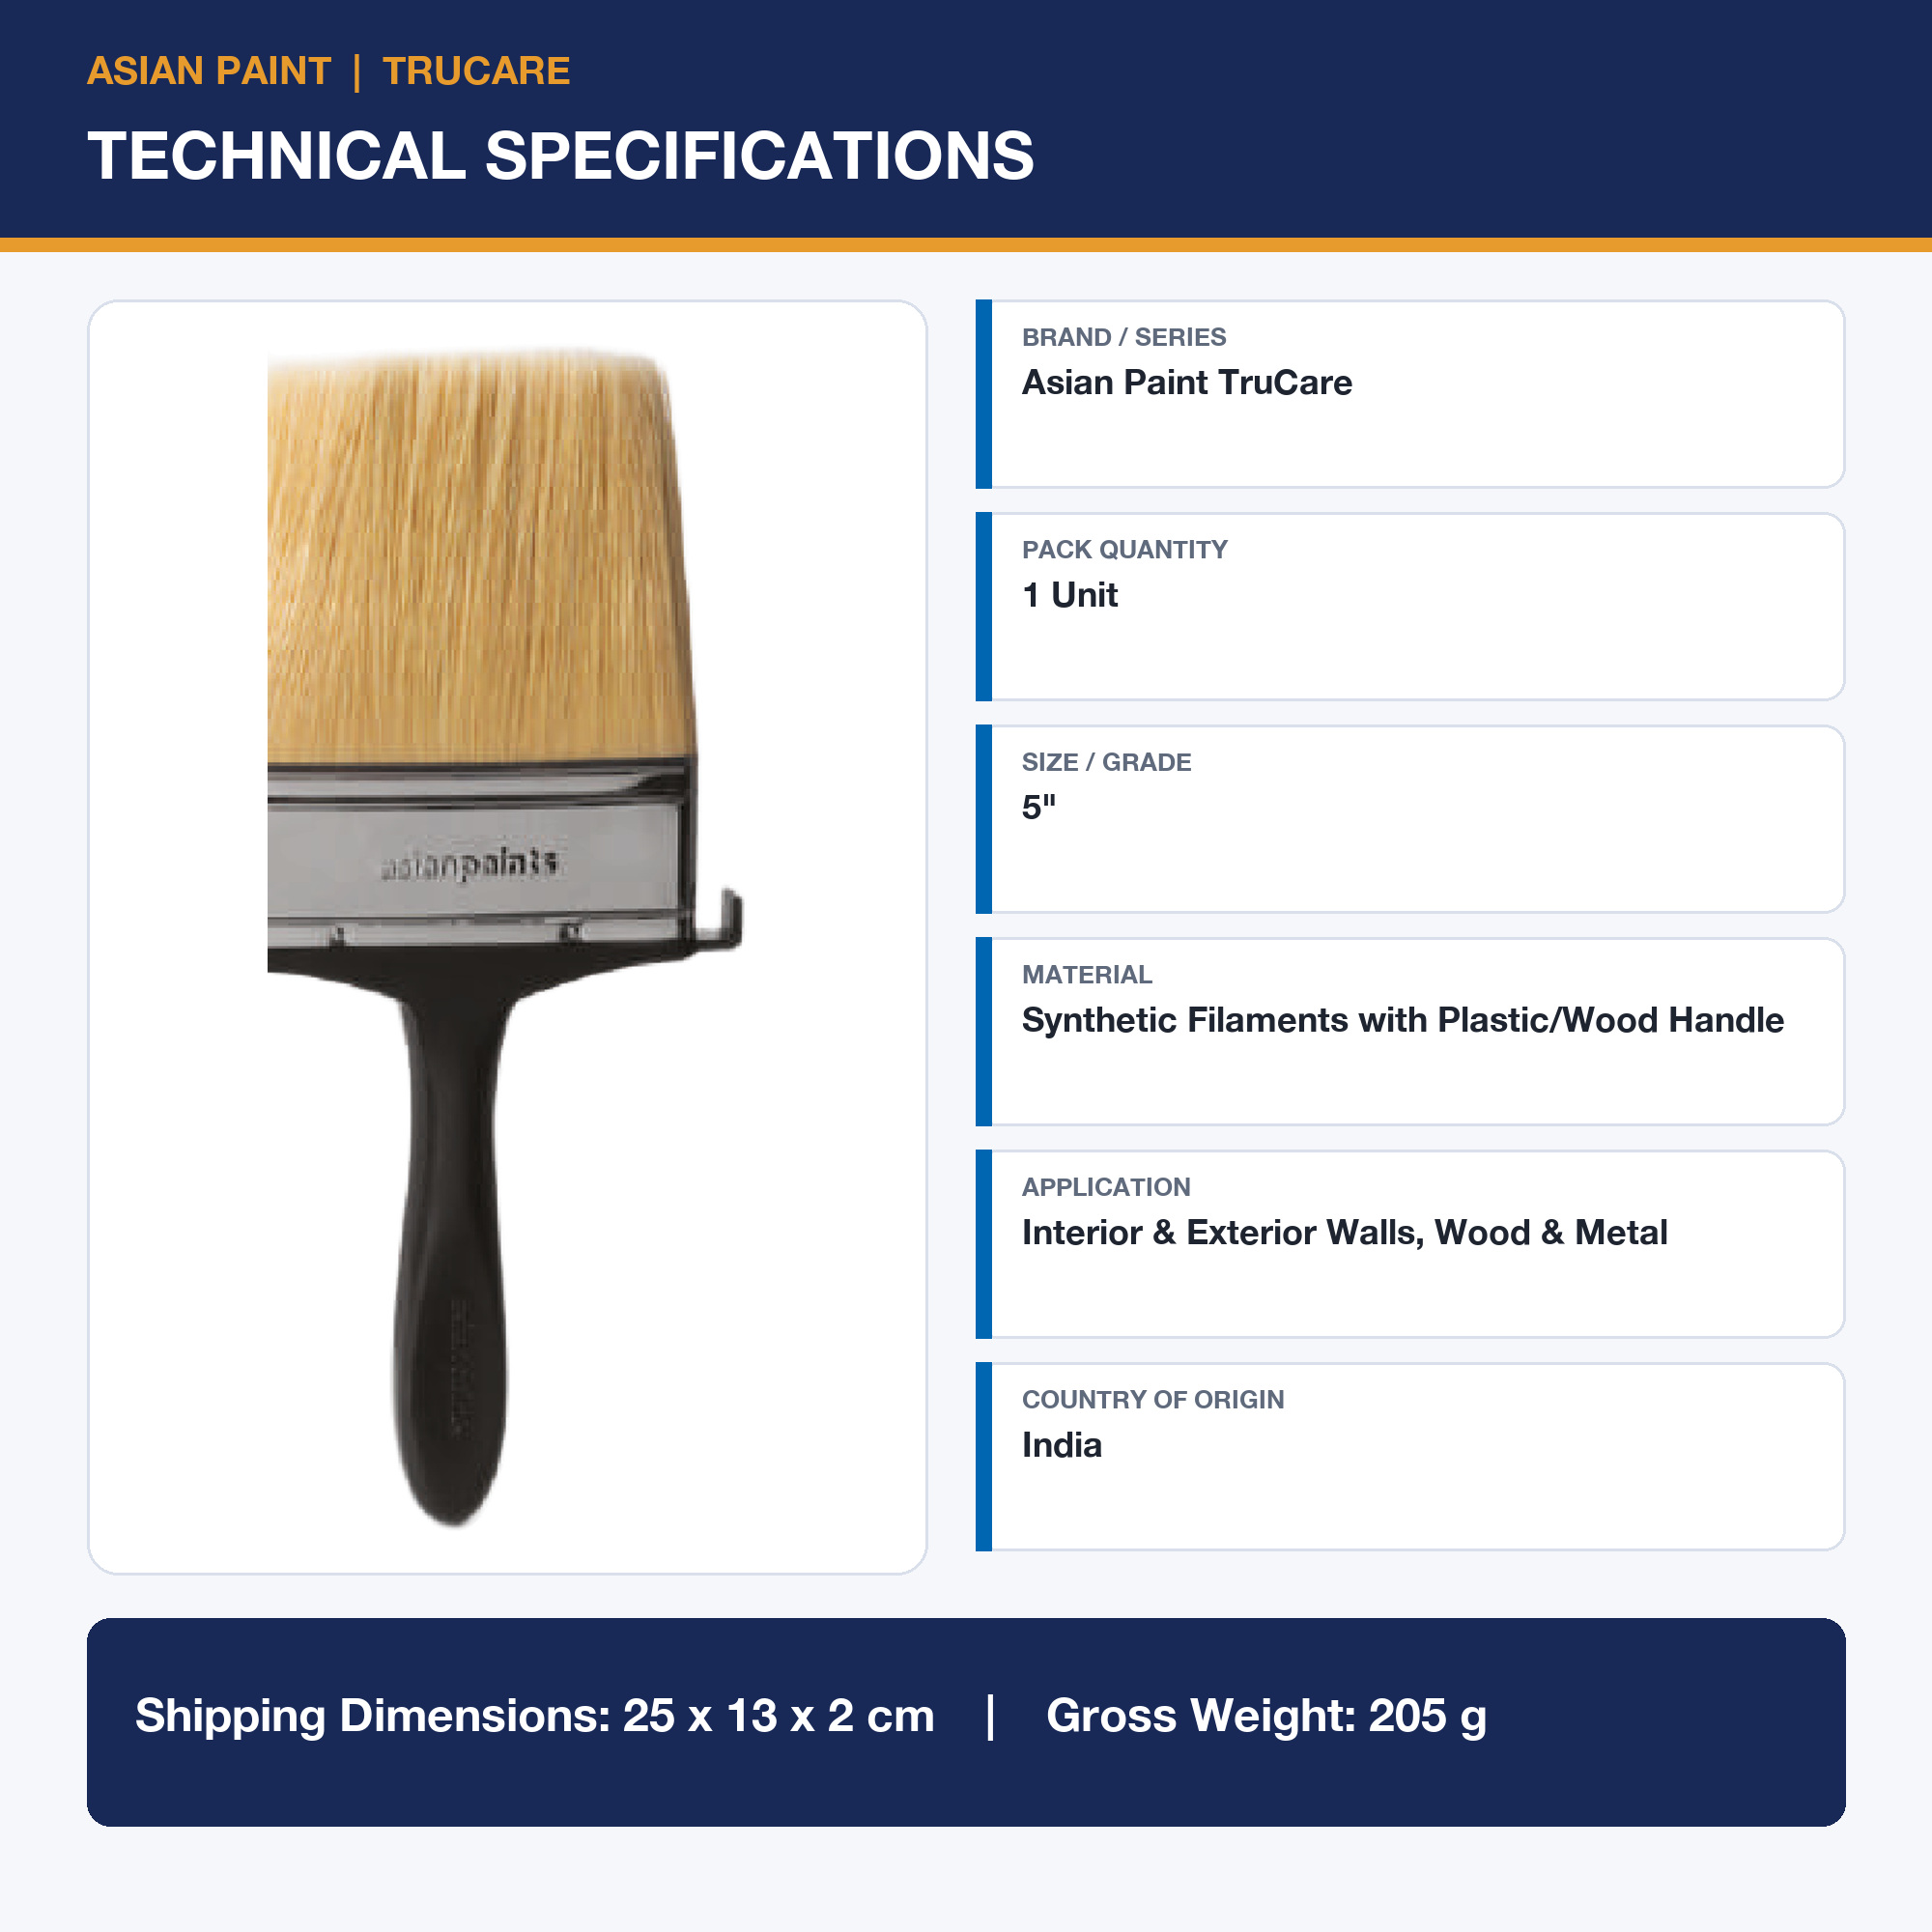 ASIAN PAINT | TRUCARE
TECHNICAL SPECIFICATIONS
asianpaints
BRAND / SERIES
Asian Paint TruCare
PACK QUANTITY
1 Unit
SIZE / GRADE
5"
MATERIAL
Synthetic Filaments with Plastic/Wood Handle
APPLICATION
Interior & Exterior Walls, Wood & Metal
COUNTRY OF ORIGIN
India
Shipping Dimensions: 25 x 13 x 2 cm | Gross Weight: 205 g